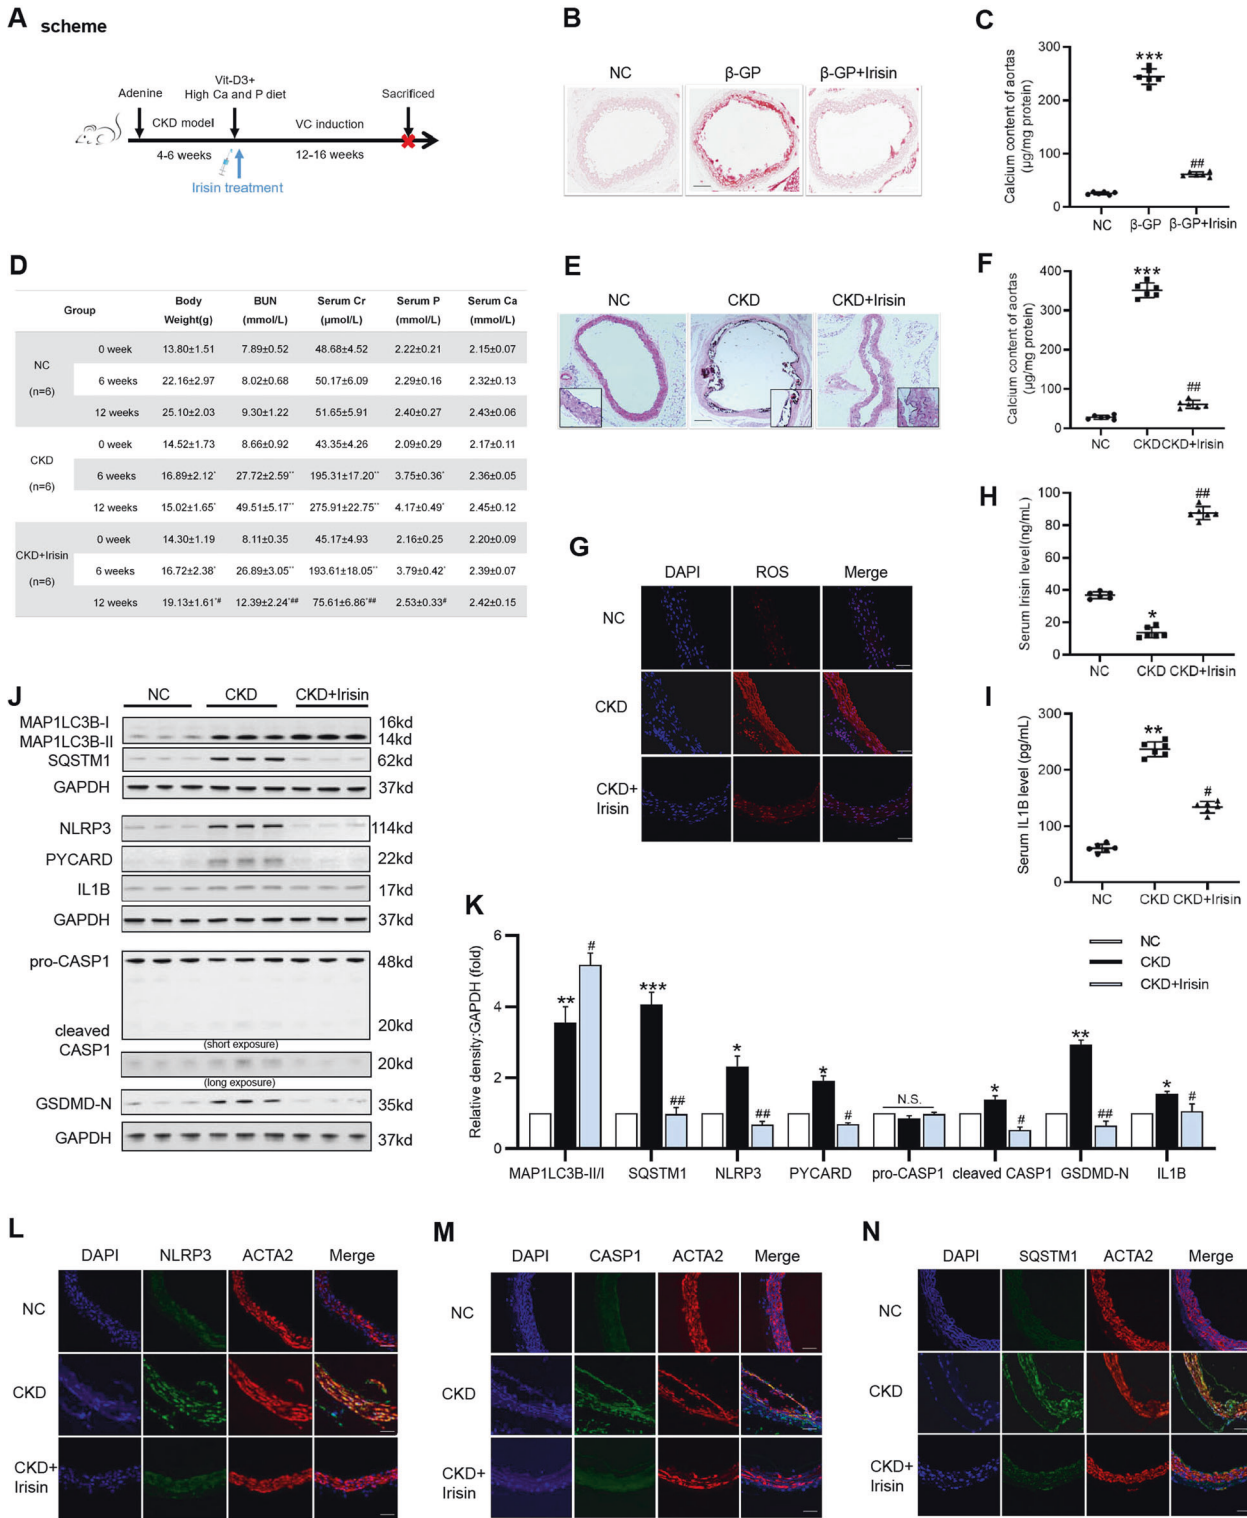 A scheme
Adenine
Vit-D3+
High Ca and P diet
Sacrificed
CKD model
VC induction
4-6 weeks
12-16 weeks
Irisin treatment
B
NC β-GP β-GP+Irisin
C
Calcium content of aortas
(μg/mg protein)
300
200
100
0
***
##
NC β-GP β-GP+Irisin
D
Group Body Weight(g) BUN (mmol/L) Serum Cr (μmol/L) Serum P (mmol/L) Serum Ca (mmol/L)
NC
(n=6)
0 week 13.80±1.51 7.89±0.52 48.68±4.52 2.22±0.21 2.15±0.07
6 weeks 22.16±2.97 8.02±0.68 50.17±6.09 2.29±0.16 2.32±0.13
12 weeks 25.10±2.03 9.30±1.22 51.65±5.91 2.40±0.27 2.43±0.06
CKD
(n=6)
0 week 14.52±1.73 8.66±0.92 43.35±4.26 2.09±0.29 2.17±0.11
6 weeks 16.89±2.12* 27.72±2.59** 195.31±17.20** 3.75±0.36* 2.36±0.05
12 weeks 15.02±1.65* 49.51±5.17** 275.91±22.75** 4.17±0.49* 2.45±0.12
CKD+Irisin
(n=6)
0 week 14.30±1.19 8.11±0.35 45.17±4.93 2.16±0.25 2.20±0.09
6 weeks 16.72±2.38* 26.89±3.05** 193.61±18.05** 3.79±0.42* 2.39±0.07
12 weeks 19.13±1.61*# 12.39±2.24*## 75.61±6.86*## 2.53±0.33# 2.42±0.15
E
NC CKD CKD+Irisin
F
Calcium content of aortas
(μg/mg protein)
400
300
200
100
0
***
##
NC CKD CKD+Irisin
G
DAPI ROS Merge
NC
CKD
CKD+
Irisin
H
Serum Irisin level(ng/mL)
100
80
60
40
20
0
*
##
NC CKD CKD+Irisin
I
Serum IL1B level (pg/mL)
300
200
100
0
**
#
NC CKD CKD+Irisin
J
NC CKD CKD+Irisin
MAP1LC3B-I 16kd
MAP1LC3B-II 14kd
SQSTM1 62kd
GAPDH 37kd
NLRP3 114kd
PYCARD 22kd
IL1B 17kd
GAPDH 37kd
pro-CASP1 48kd
20kd
cleaved
CASP1
(short exposure)
20kd
(long exposure)
GSDMD-N 35kd
GAPDH 37kd
K
NC
CKD
CKD+Irisin
Relative density:GAPDH (fold)
6
4
2
0
** #
*** ##
* ##
* #
N.S.
* #
** ##
* #
MAP1LC3B-II/I SQSTM1 NLRP3 PYCARD pro-CASP1 cleaved CASP1 GSDMD-N IL1B
L
DAPI NLRP3 ACTA2 Merge
NC
CKD
CKD+
Irisin
M
DAPI CASP1 ACTA2 Merge
NC
CKD
CKD+
Irisin
N
DAPI SQSTM1 ACTA2 Merge
NC
CKD
CKD+
Irisin